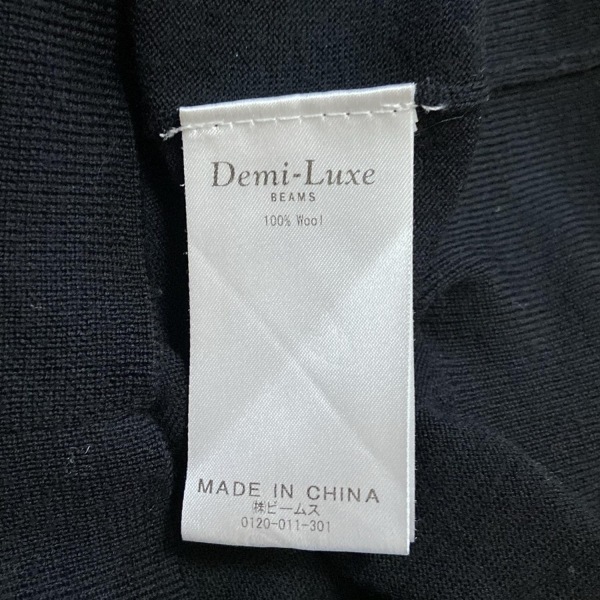 Demi-Luxe
BEAMS
100% Wool
MADE IN CHINA
㈱ビームス
0120-011-301